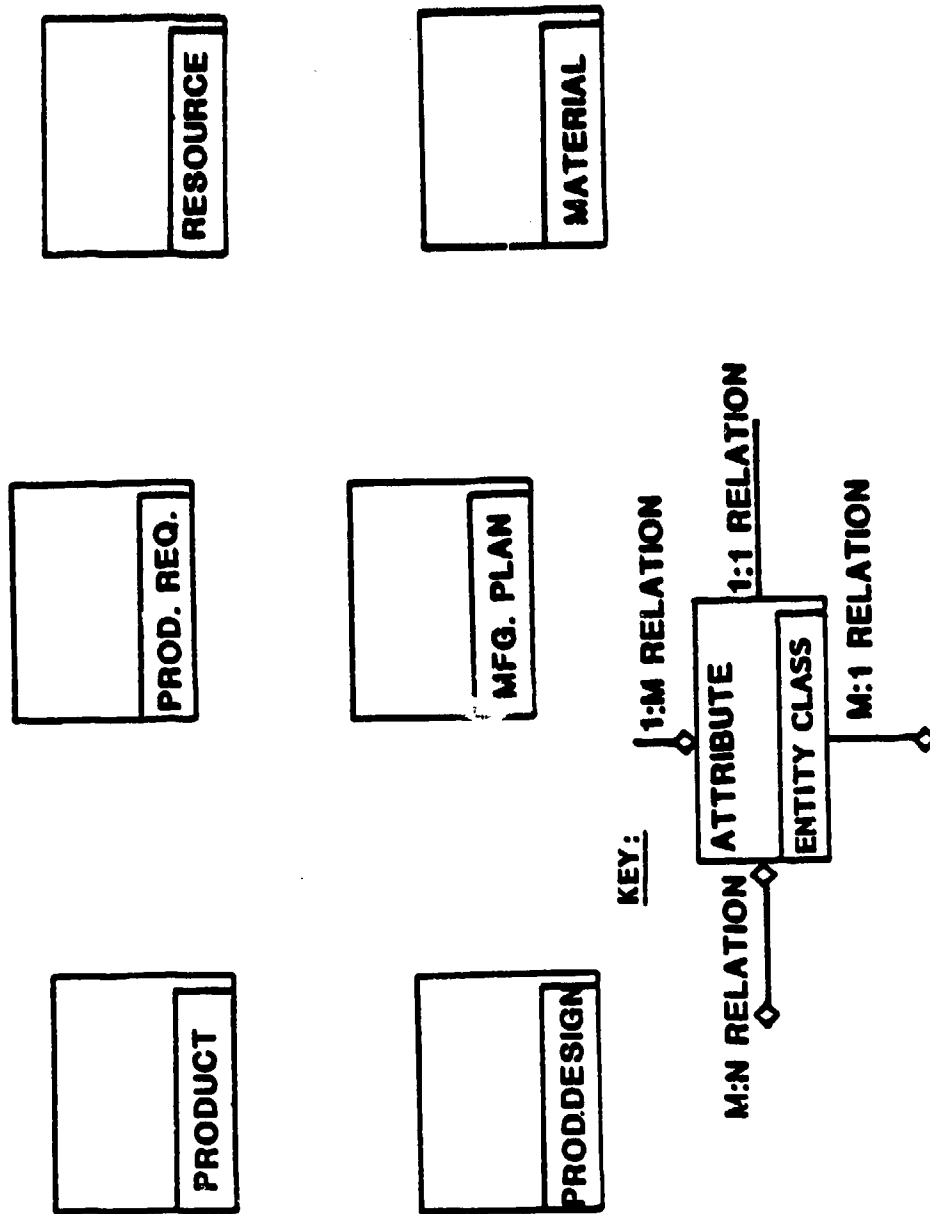 PRODUCT
PROD. REQ.
RESOURCE
PROD.DESIGN
MFG. PLAN
MATERIAL
KEY:
1:M RELATION
M:N RELATION
ATTRIBUTE
1:1 RELATION
ENTITY CLASS
M:1 RELATION